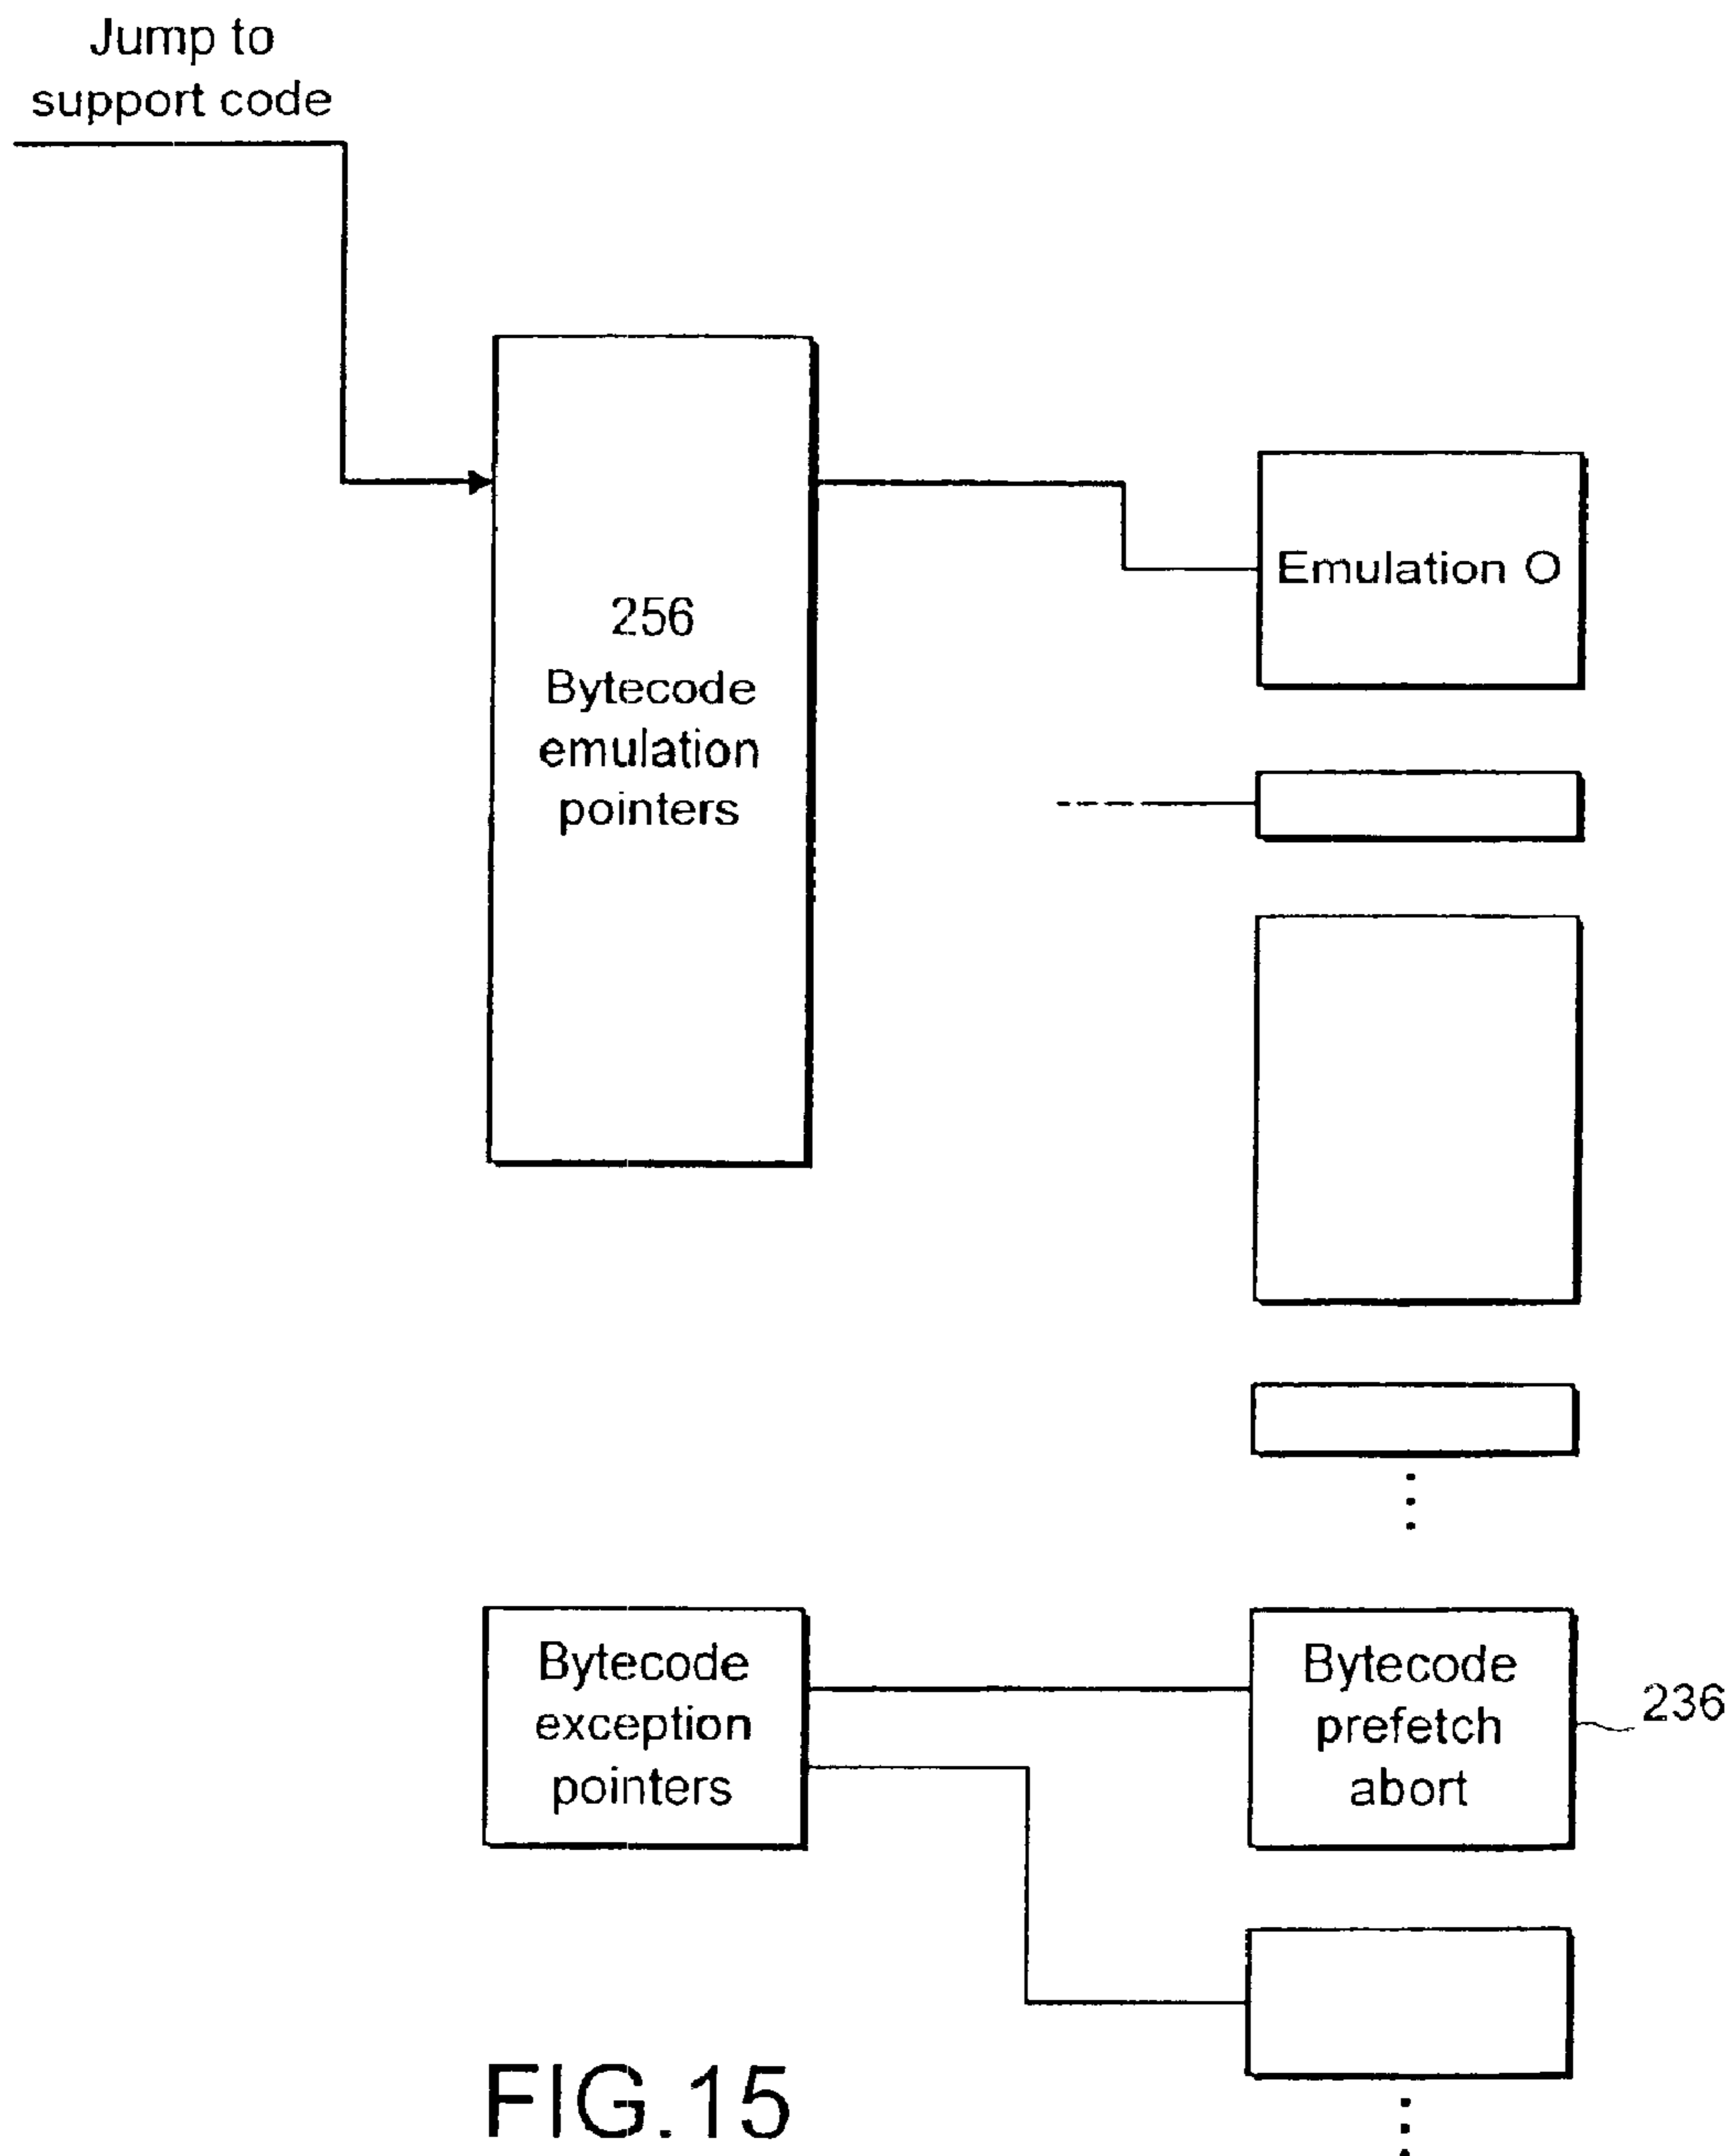 Jump to
support code
256
Bytecode
emulation
pointers
Emulation O
Bytecode
exception
pointers
Bytecode
prefetch
abort
236
FIG.15